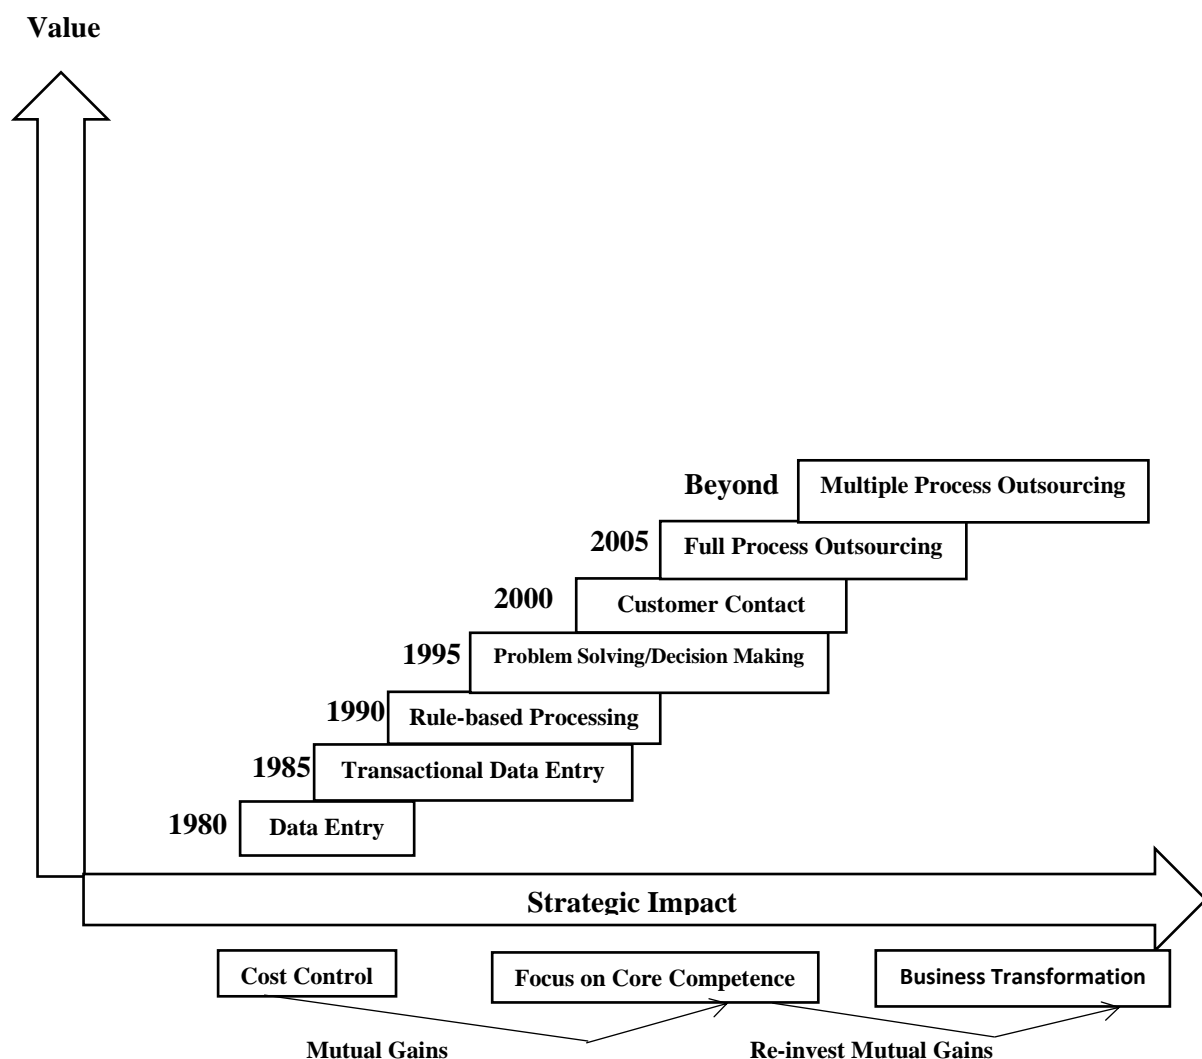 Value
Beyond Multiple Process Outsourcing
2005 Full Process Outsourcing
2000 Customer Contact
1995 Problem Solving/Decision Making
1990 Rule-based Processing
1985 Transactional Data Entry
1980 Data Entry
Strategic Impact
Cost Control Focus on Core Competence Business Transformation
Mutual Gains Re-invest Mutual Gains